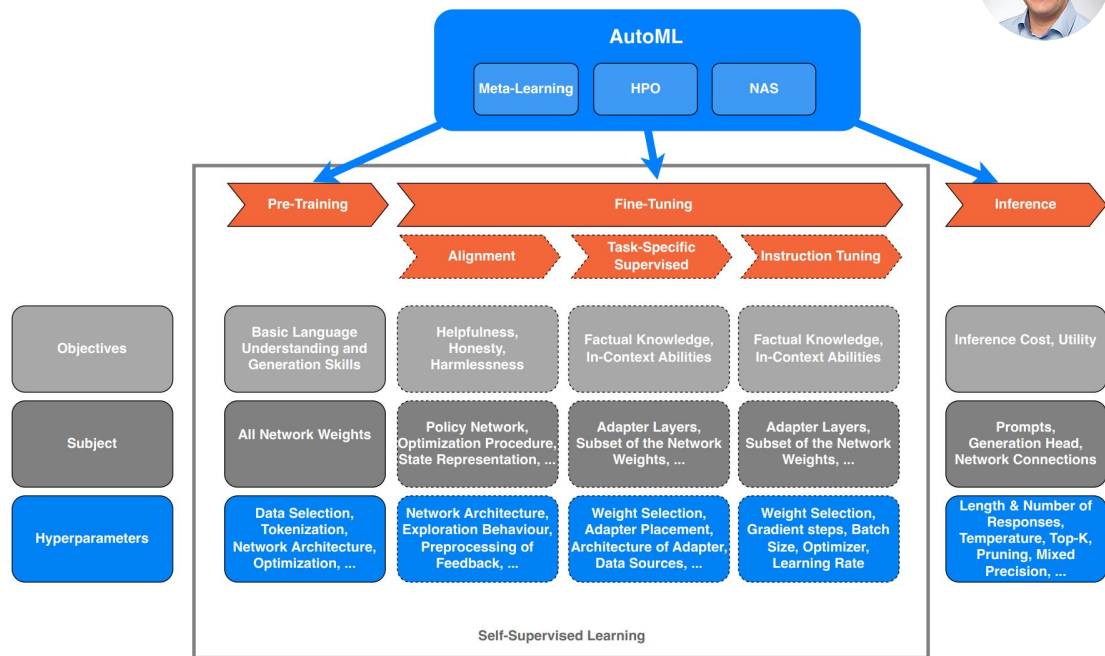 AutoML
Meta-Learning
HPO
NAS
Pre-Training
Fine-Tuning
Inference
Alignment
Task-Specific
Supervised
Instruction Tuning
Objectives
Basic Language
Understanding and
Generation Skills
Helpfulness,
Honesty,
Harmlessness
Factual Knowledge,
In-Context Abilities
Factual Knowledge,
In-Context Abilities
Inference Cost, Utility
Subject
All Network Weights
Policy Network,
Optimization Procedure,
State Representation, ...
Adapter Layers,
Subset of the Network
Weights, ...
Adapter Layers,
Subset of the Network
Weights, ...
Prompts,
Generation Head,
Network Connections
Hyperparameters
Data Selection,
Tokenization,
Network Architecture,
Optimization, ...
Network Architecture,
Exploration Behaviour,
Preprocessing of
Feedback, ...
Weight Selection,
Adapter Placement,
Architecture of Adapter,
Data Sources, ...
Weight Selection,
Gradient steps, Batch
Size, Optimizer,
Learning Rate
Length & Number of
Responses,
Temperature, Top-K,
Pruning, Mixed
Precision, ...
Self-Supervised Learning